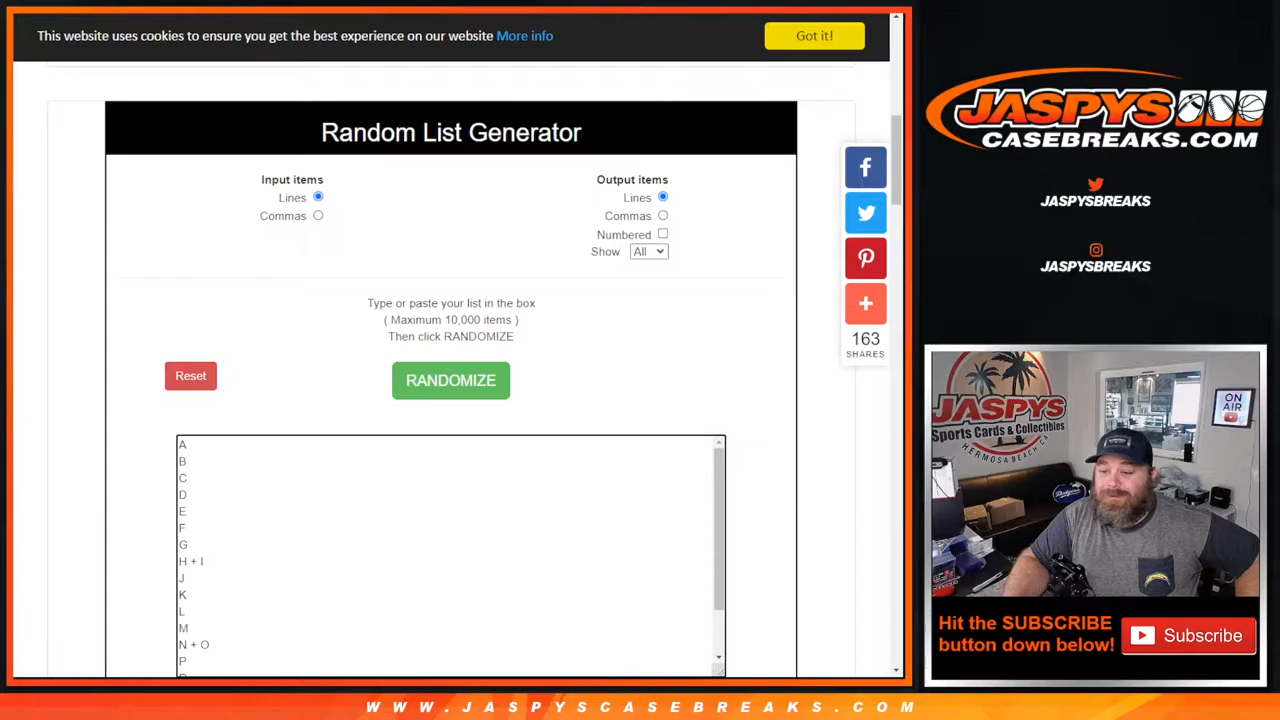 This website uses cookies to ensure you get the best experience on our website More info
Got it!
Random List Generator
Input items
Lines
Commas
Output items
Lines
Commas
Numbered
Show All
Type or paste your list in the box
( Maximum 10,000 items )
Then click RANDOMIZE
Reset
RANDOMIZE
A
B
C
D
E
F
G
H + I
J
K
L
M
N + O
P
163
SHARES
JASPYS
CASEBREAKS.COM
JASPYSBREAKS
JASPYSBREAKS
JASPYS
Sports Cards & Collectibles
HERMOSA BEACH CA
ON
AIR
Dodgers
Hit the SUBSCRIBE
button down below!
Subscribe
WWW.JASPYSCASEBREAKS.COM